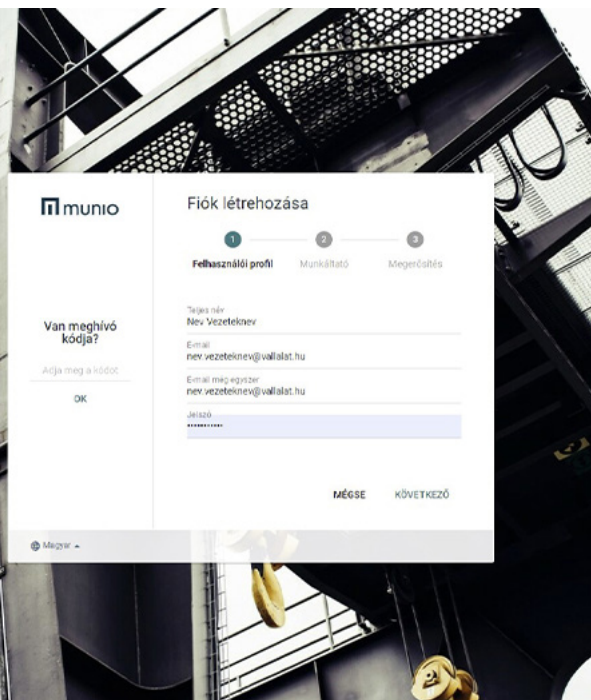 munio
Fiók létrehozása
1
2
3
Felhasználói profil
Munkáltató
Megerősítés
Van meghívó
kódja?
Adja meg a kódot
OK
Teljes név
Nev Vezeteknev
E-mail
nev.vezeteknev@vallalat.hu
E-mail még egyszer
nev.vezeteknev@vallalat.hu
Jelszó
MÉGSE
KÖVETKEZŐ
Magyar